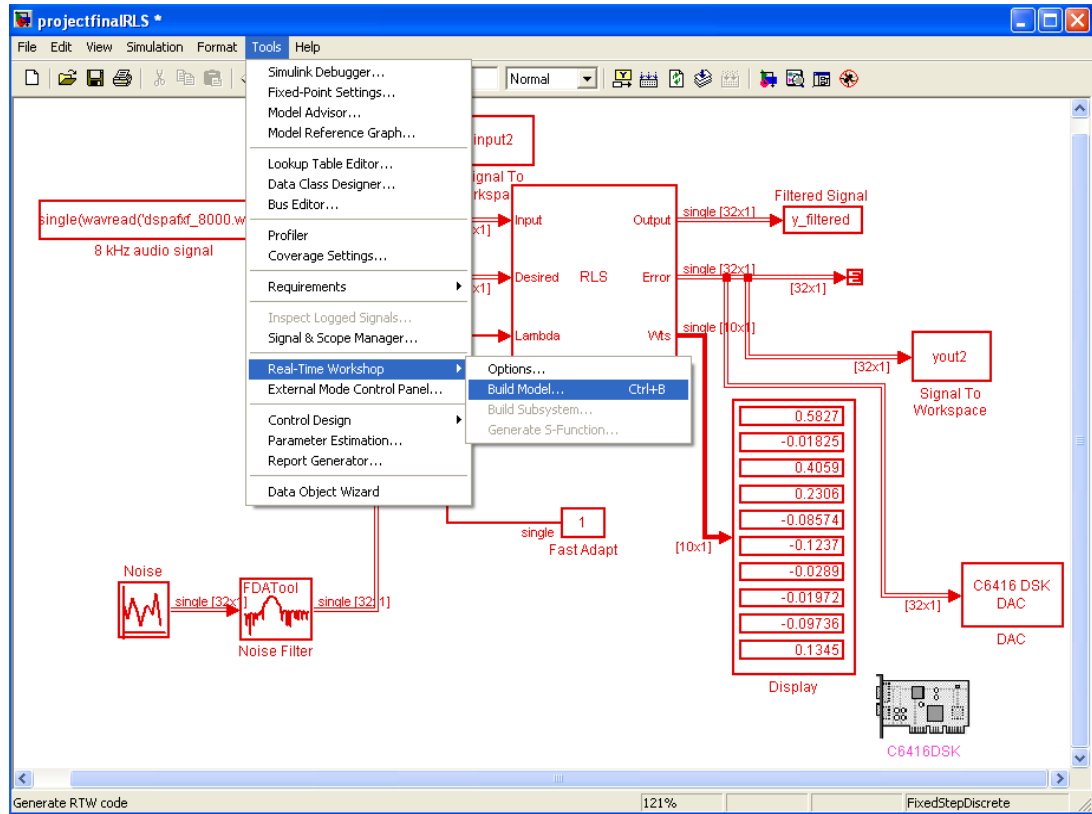 projectfinalRLS *
File Edit View Simulation Format Tools Help
Normal
Simulink Debugger...
Fixed-Point Settings...
Model Advisor...
Model Reference Graph...
Lookup Table Editor...
Data Class Designer...
Bus Editor...
Profiler
Coverage Settings...
Requirements
Inspect Logged Signals...
Signal & Scope Manager...
Real-Time Workshop
External Mode Control Panel...
Control Design
Parameter Estimation...
Report Generator...
Data Object Wizard
Options...
Build Model... Ctrl+B
Build Subsystem...
Generate S-Function...
input2
ignal To
rkspa
single(wavread('dspafxf_8000.w
8 kHz audio signal
x1]
x1]
Input
Desired
Lambda
RLS
Output
Error
Wts
single [32x1]
Filtered Signal
y_filtered
single [32x1]
[32x1]
single [10x1]
[32x1]
yout2
Signal To
Workspace
0.5827
-0.01825
0.4059
0.2306
-0.08574
-0.1237
-0.0289
-0.01972
-0.09736
0.1345
Display
[10x1]
single
1
Fast Adapt
Noise
single [32x1]
FDATool
Noise Filter
single [32x1]
[32x1]
C6416 DSK
DAC
DAC
C6416DSK
Generate RTW code
121%
FixedStepDiscrete